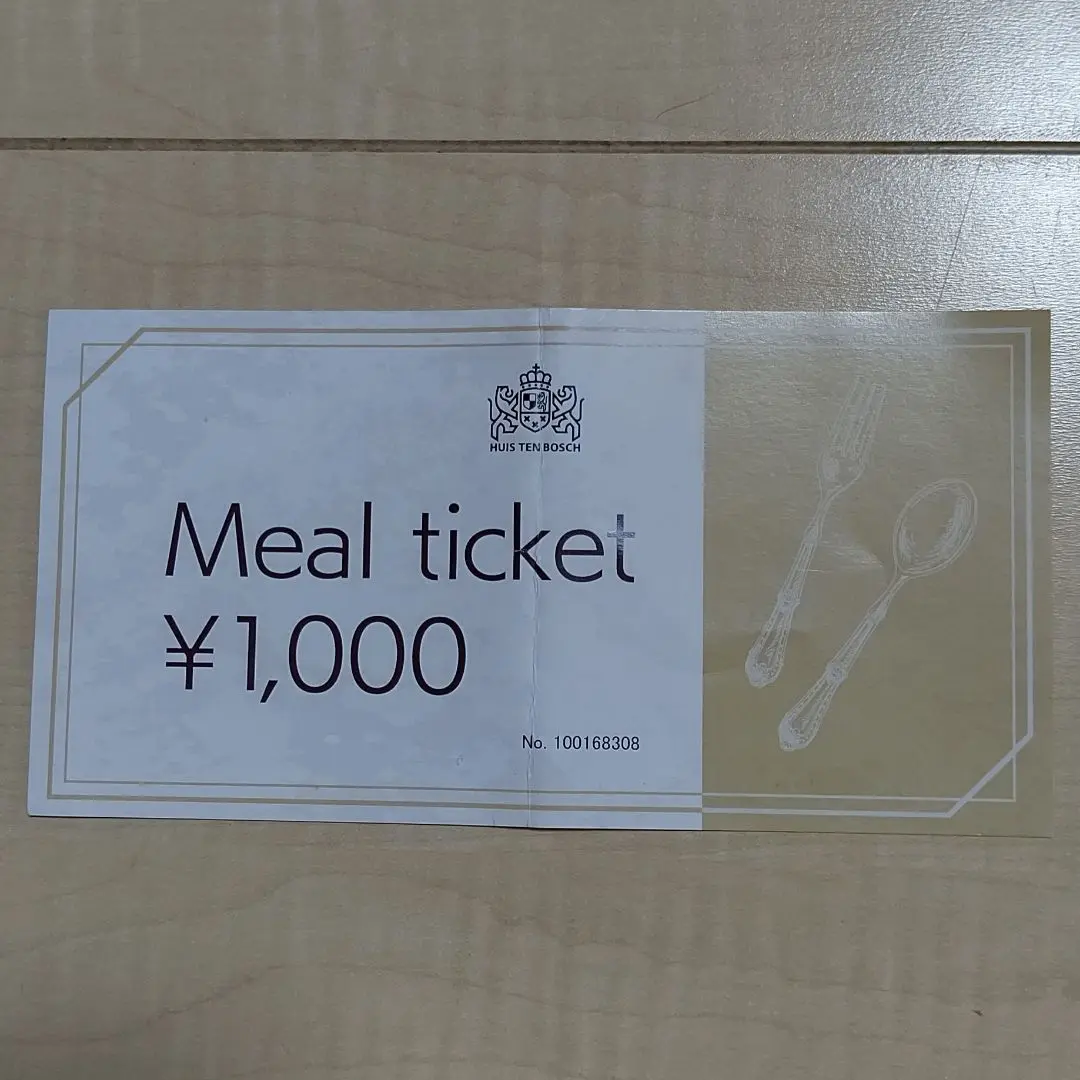 HUIS TEN BOSCH
Meal ticket
¥1,000
No. 100168308